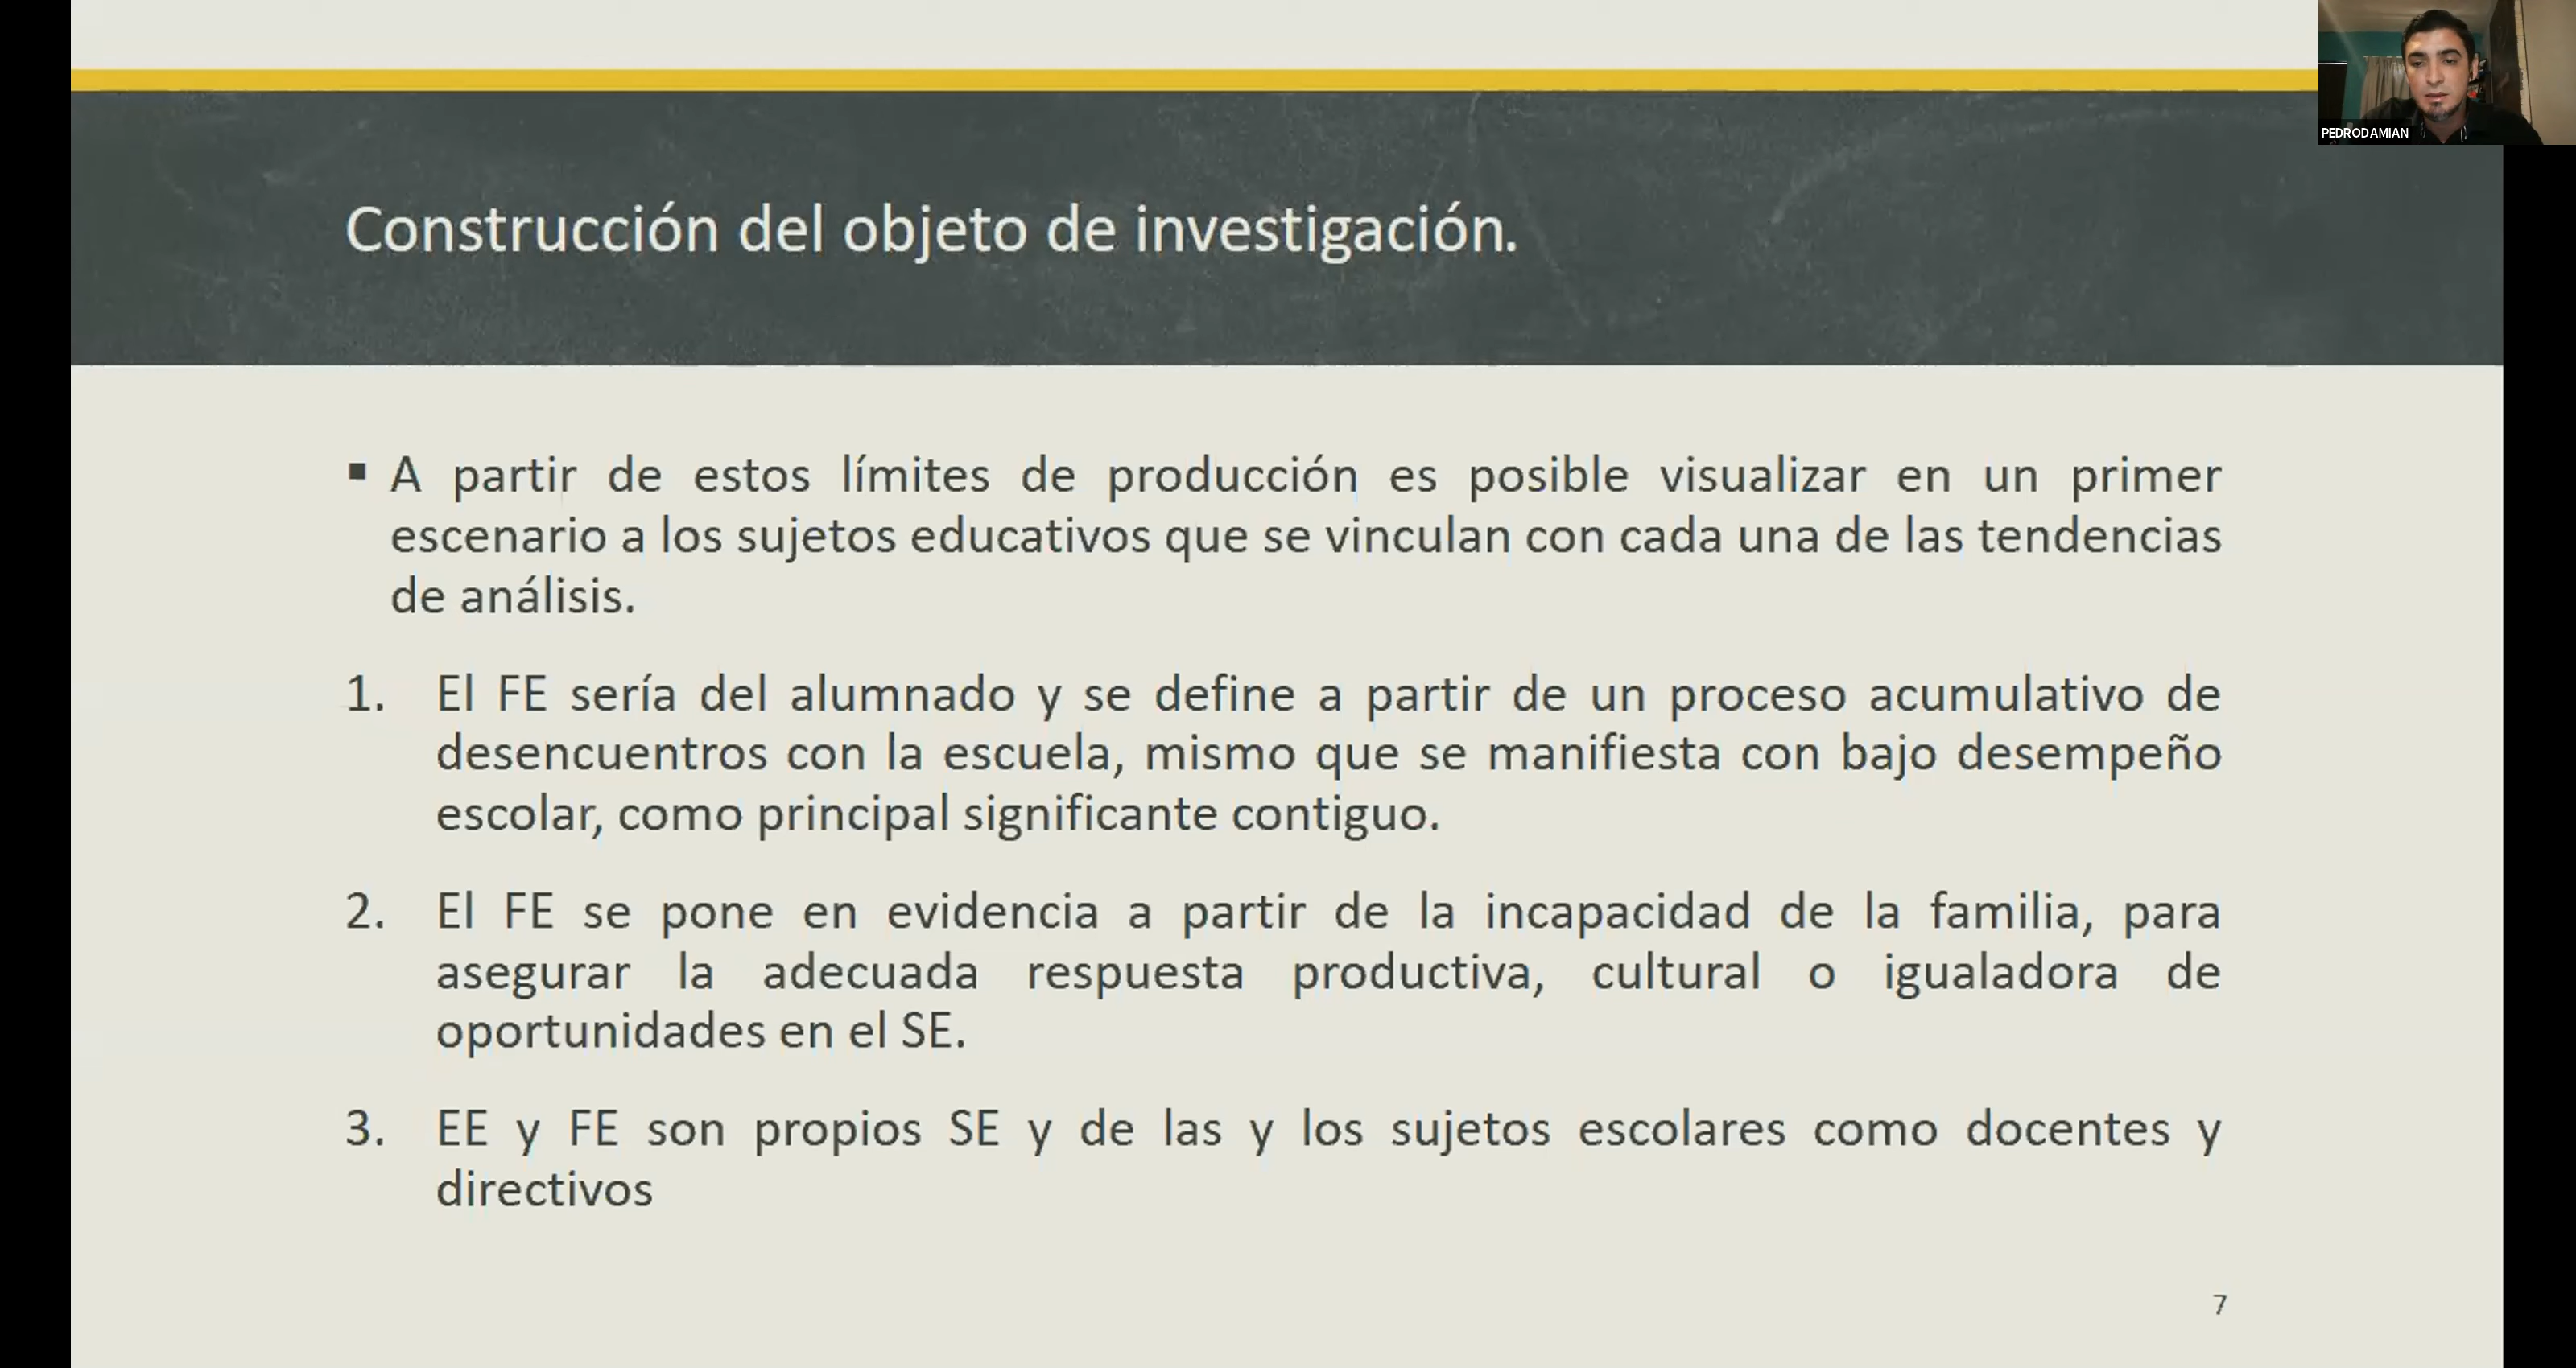 PEDRODAMIAN
Construcción del objeto de investigación.
▪ A partir de estos límites de producción es posible visualizar en un primer
escenario a los sujetos educativos que se vinculan con cada una de las tendencias
de análisis.
1. El FE sería del alumnado y se define a partir de un proceso acumulativo de
desencuentros con la escuela, mismo que se manifiesta con bajo desempeño
escolar, como principal significante contiguo.
2. El FE se pone en evidencia a partir de la incapacidad de la familia, para
asegurar la adecuada respuesta productiva, cultural o igualadora de
oportunidades en el SE.
3. EE y FE son propios SE y de las y los sujetos escolares como docentes y
directivos
7